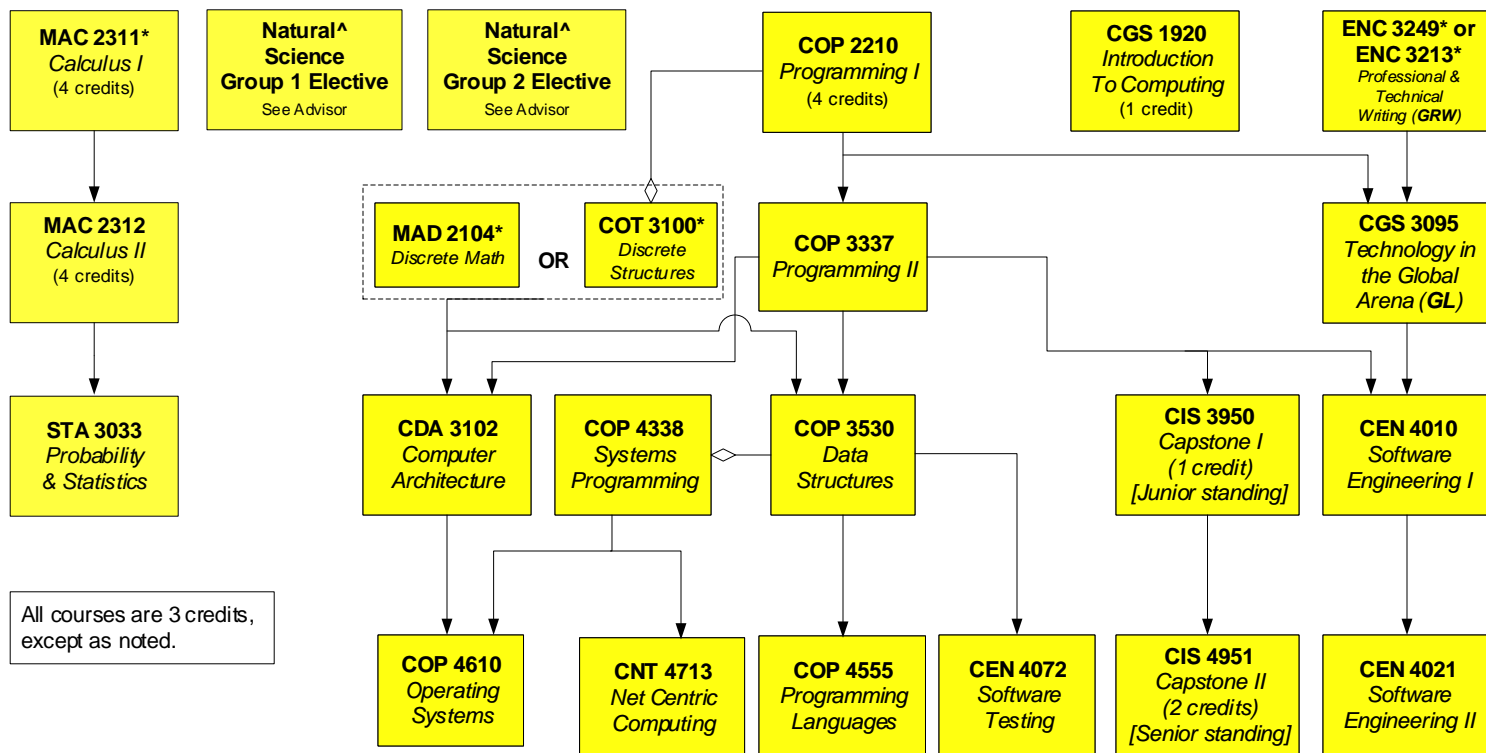 MAC 2311*
Calculus I
(4 credits)
Natural^
Science
Group 1 Elective
See Advisor
Natural^
Science
Group 2 Elective
See Advisor
COP 2210
Programming I
(4 credits)
CGS 1920
Introduction
To Computing
(1 credit)
ENC 3249* or
ENC 3213*
Professional &
Technical
Writing (GRW)
MAC 2312
Calculus II
(4 credits)
MAD 2104*
Discrete Math
OR
COT 3100*
Discrete
Structures
COP 3337
Programming II
CGS 3095
Technology in
the Global
Arena (GL)
STA 3033
Probability
& Statistics
CDA 3102
Computer
Architecture
COP 4338
Systems
Programming
COP 3530
Data
Structures
CIS 3950
Capstone I
(1 credit)
[Junior standing]
CEN 4010
Software
Engineering I
All courses are 3 credits,
except as noted.
COP 4610
Operating
Systems
CNT 4713
Net Centric
Computing
COP 4555
Programming
Languages
CEN 4072
Software
Testing
CIS 4951
Capstone II
(2 credits)
[Senior standing]
CEN 4021
Software
Engineering II